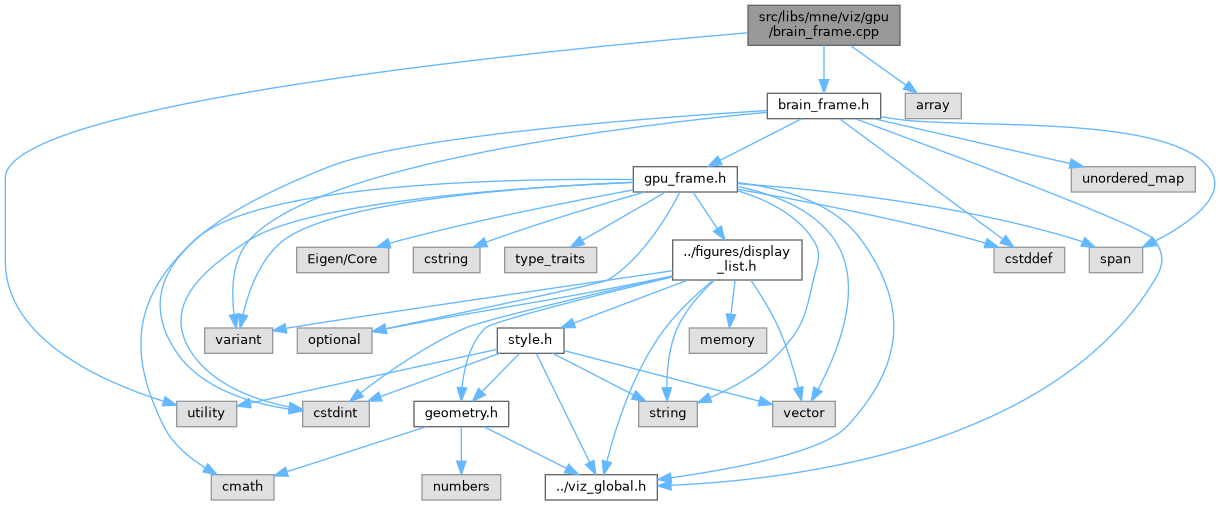 src/libs/mne/viz/gpu
/brain_frame.cpp
brain_frame.h
array
gpu_frame.h
unordered_map
Eigen/Core
cstring
type_traits
../figures/display
_list.h
cstddef
span
variant
optional
style.h
memory
utility
cstdint
geometry.h
string
vector
cmath
numbers
../viz_global.h